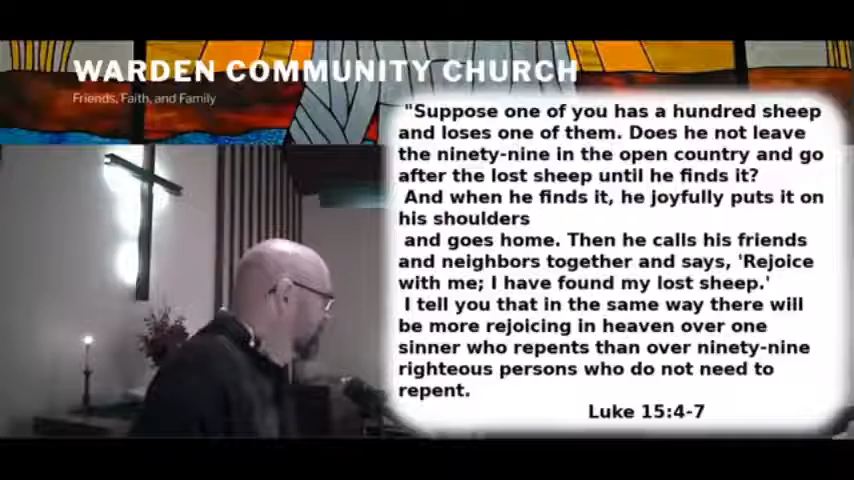 WARDEN COMMUNITY CHURCH
Friends, Faith, and Family
"Suppose one of you has a hundred sheep
and loses one of them. Does he not leave
the ninety-nine in the open country and go
after the lost sheep until he finds it?
And when he finds it, he joyfully puts it on
his shoulders
and goes home. Then he calls his friends
and neighbors together and says, 'Rejoice
with me; I have found my lost sheep.'
I tell you that in the same way there will
be more rejoicing in heaven over one
sinner who repents than over ninety-nine
righteous persons who do not need to
repent.
Luke 15:4-7